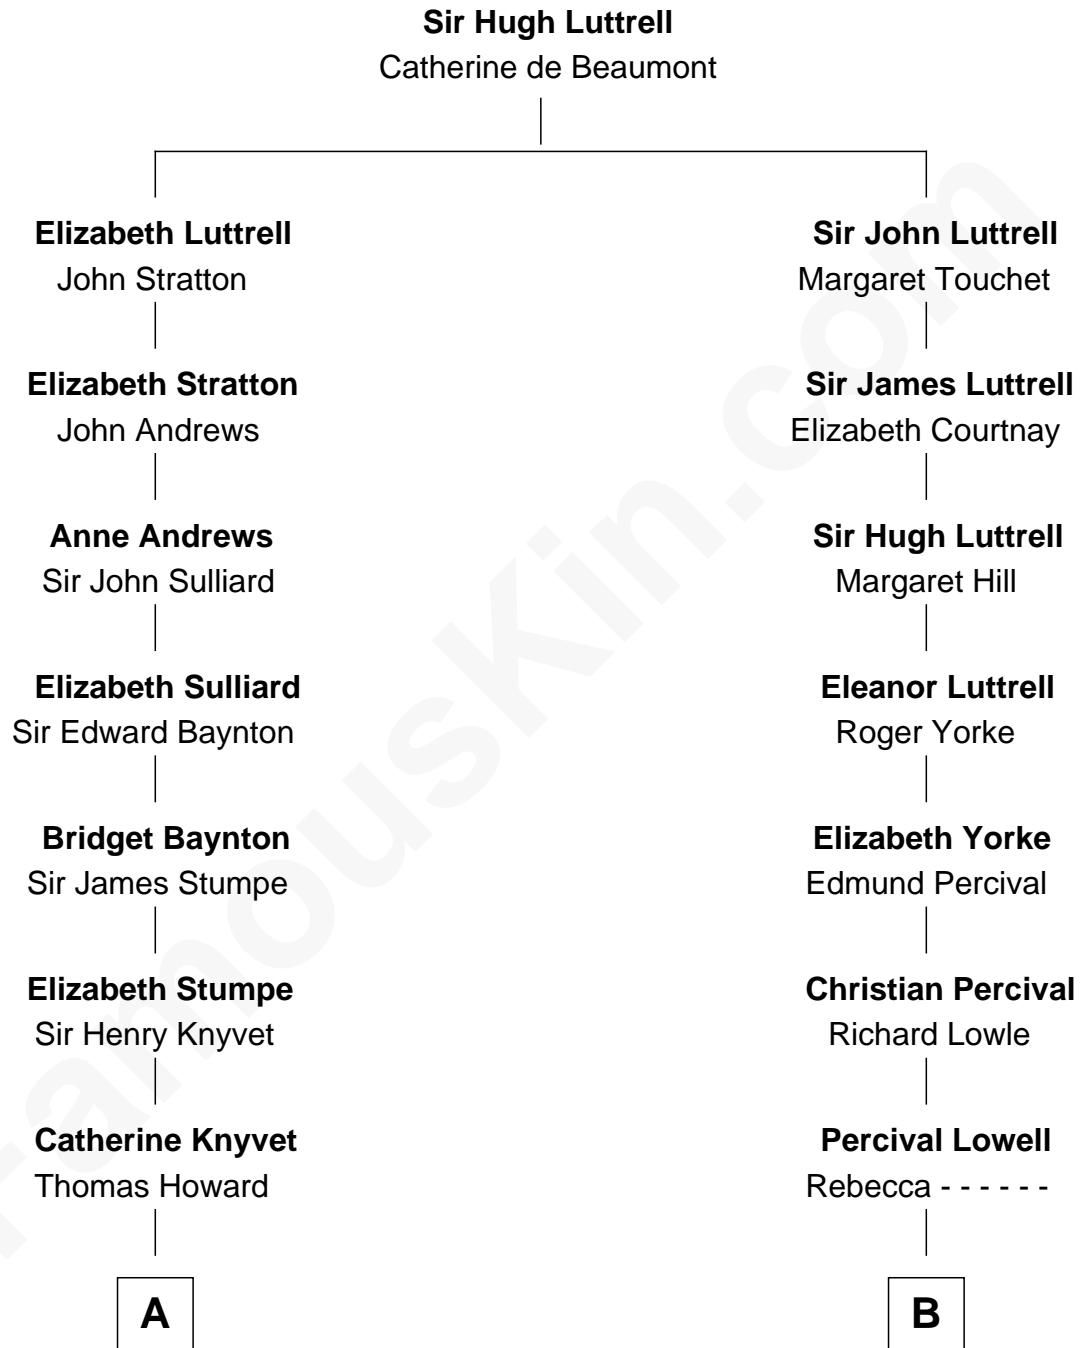 Sir Hugh Luttrell
Catherine de Beaumont
Elizabeth Luttrell
John Stratton
Elizabeth Stratton
John Andrews
Anne Andrews
Sir John Sulliard
Elizabeth Sulliard
Sir Edward Baynton
Bridget Baynton
Sir James Stumpe
Elizabeth Stumpe
Sir Henry Knyvet
Catherine Knyvet
Thomas Howard
A
Sir John Luttrell
Margaret Touchet
Sir James Luttrell
Elizabeth Courtnay
Sir Hugh Luttrell
Margaret Hill
Eleanor Luttrell
Roger Yorke
Elizabeth Yorke
Edmund Percival
Christian Percival
Richard Lowle
Percival Lowell
Rebecca - - - - - -
B
FamousKin.com